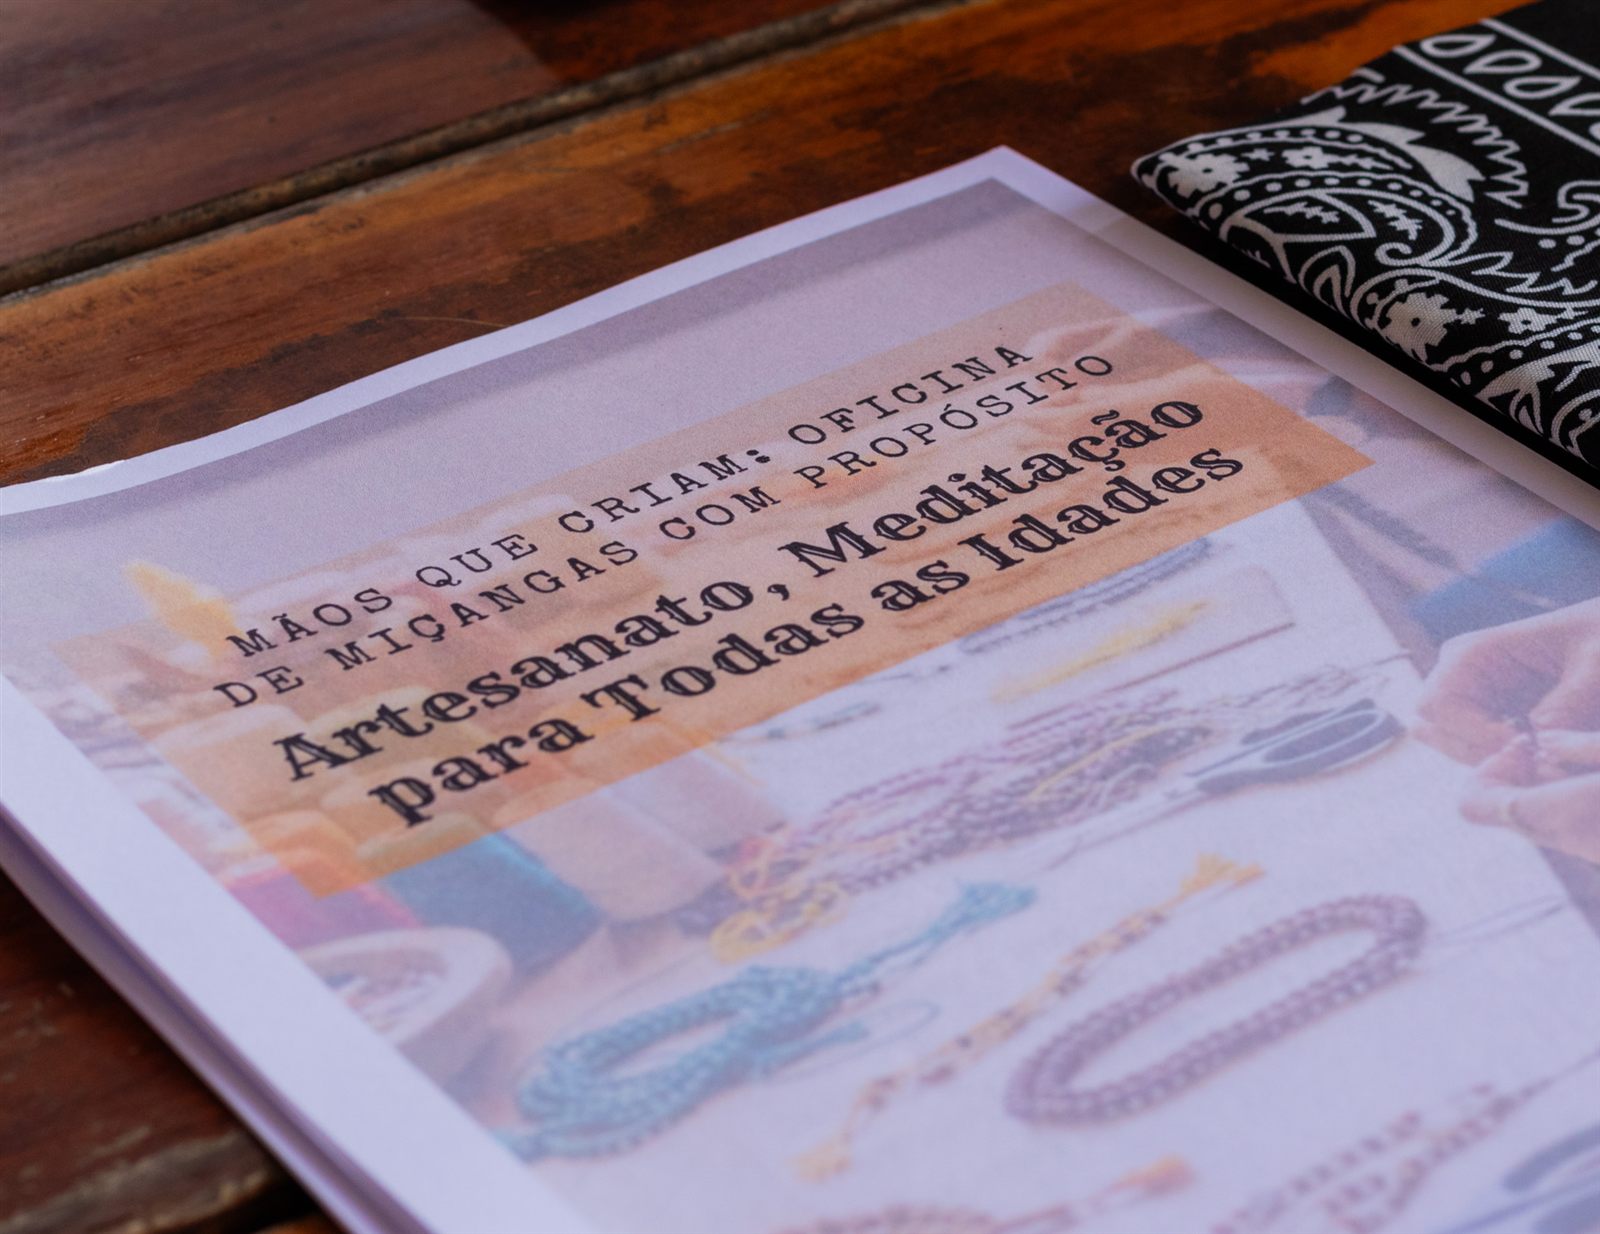 MÃOS QUE CRIAM: OFICINA
DE MIÇANGAS COM PROPÓSITO
Artesanato, Meditação
para Todas as Idades